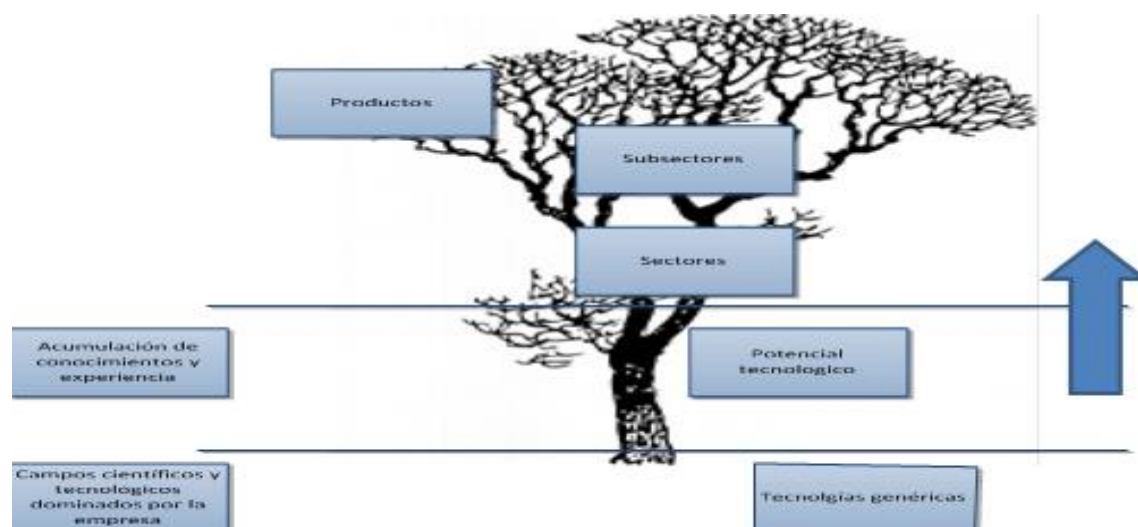 Productos
Subsectores
Sectores
Acumulación de
conocimientos y
experiencia
Potencial
tecnologico
Campos científicos y
tecnológicos
dominados por la
empresa
Tecnolgías genéricas